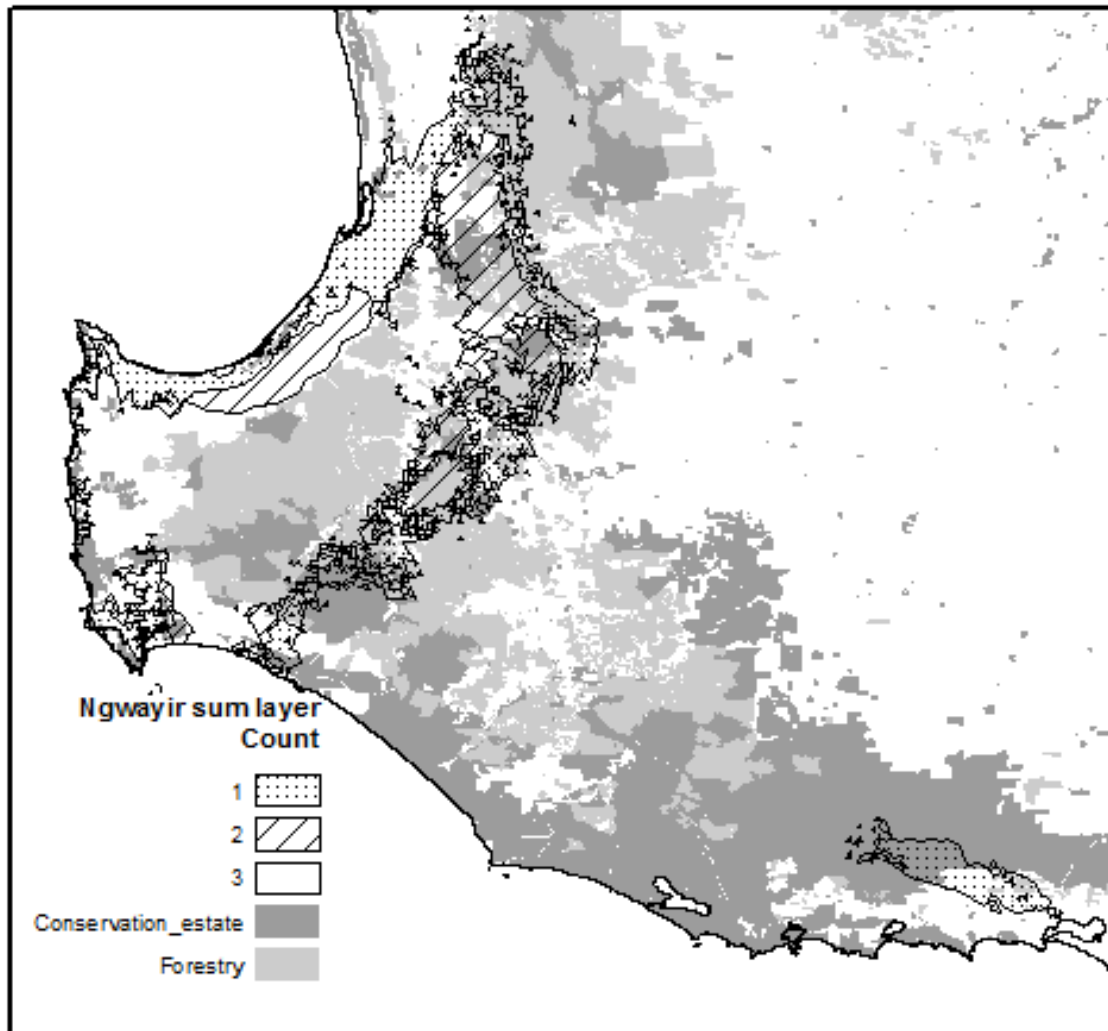 Ngwayir sum layer
Count
1
2
3
Conservation_estate
Forestry